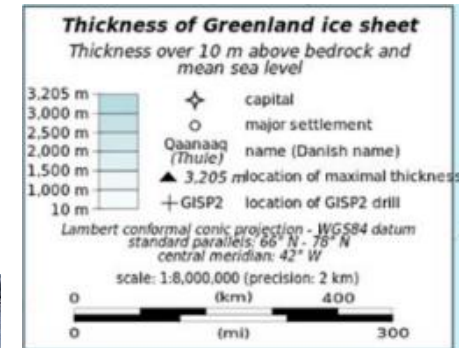 Thickness of Greenland ice sheet
Thickness over 10 m above bedrock and
mean sea level
3,205 m
3,000 m
2,500 m
2,000 m
1,500 m
1,000 m
10 m
capital
major settlement
Qaanaaq
(Thule)
name (Danish name)
3,205 m location of maximal thickness
GISP2 location of GISP2 drill
Lambert conformal conic projection - WGS84 datum
standard parallels: 66° N - 78° N
central meridian: 42° W
scale: 1:8,000,000 (precision: 2 km)
0 (km) 400
0 (mi) 300